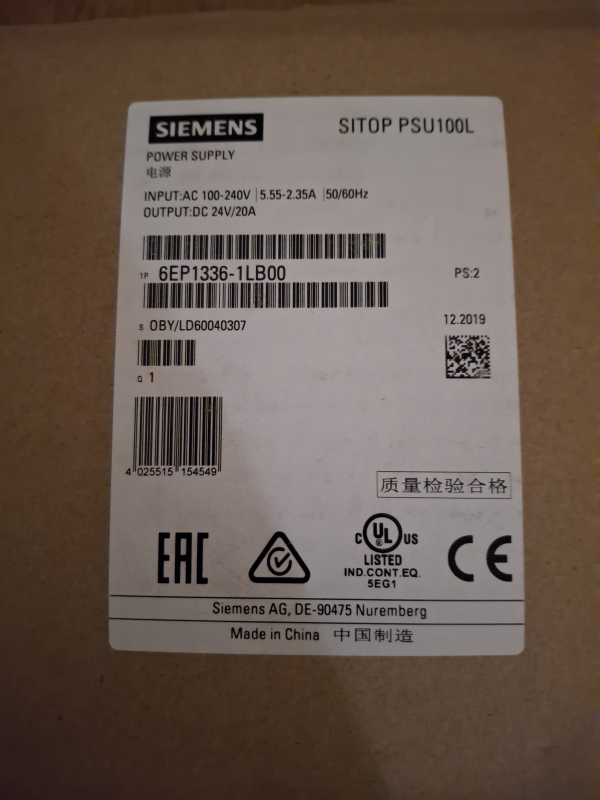 SIEMENS SITOP PSU100L
POWER SUPPLY
电源
INPUT:AC 100-240V | 5.55-2.35A | 50/60Hz
OUTPUT:DC 24V/20A
1P 6EP1336-1LB00 PS:2
S OBY/LD60040307 12.2019
Q 1
4 025515 154549
质量检验合格
EAC
C UL US
®
LISTED
IND.CONT.EQ.
5EG1
CE
Siemens AG, DE-90475 Nuremberg
Made in China 中国制造